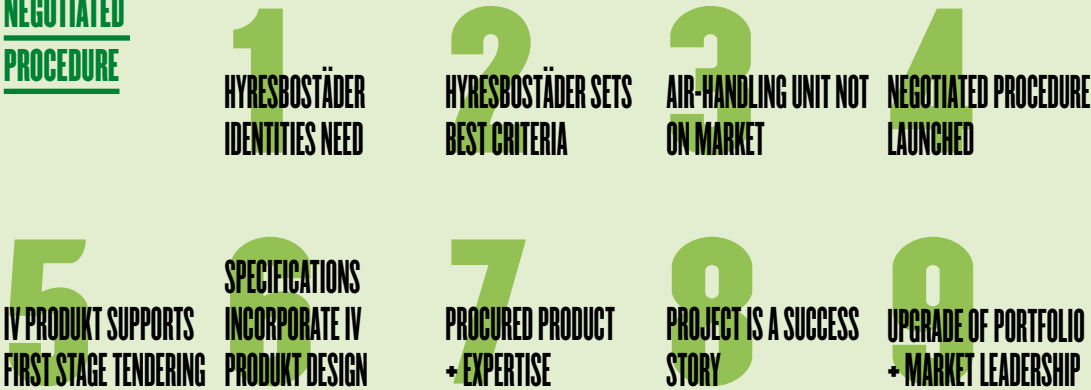 NEGOTIATED
PROCEDURE
1
HYRESBOSTÄDER
IDENTITIES NEED
2
HYRESBOSTÄDER SETS
BEST CRITERIA
3
AIR-HANDLING UNIT NOT
ON MARKET
4
NEGOTIATED PROCEDURE
LAUNCHED
5
IV PRODUKT SUPPORTS
FIRST STAGE TENDERING
6
SPECIFICATIONS
INCORPORATE IV
PRODUKT DESIGN
7
PROCURED PRODUCT
+ EXPERTISE
8
PROJECT IS A SUCCESS
STORY
9
UPGRADE OF PORTFOLIO
+ MARKET LEADERSHIP